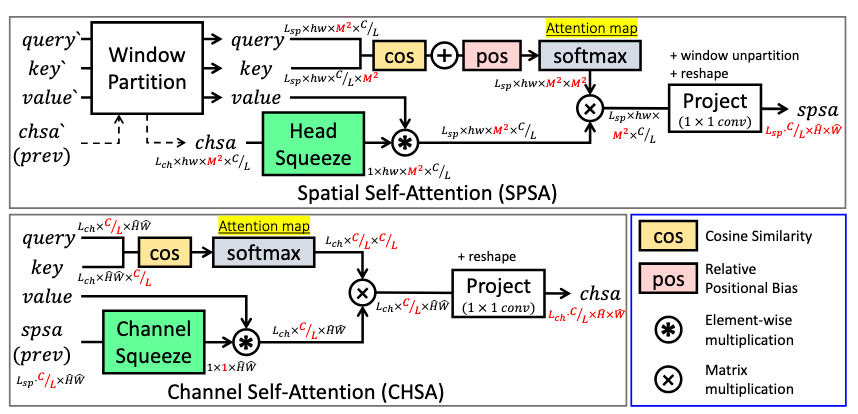 Attention map
query` query L_sp×hw×M²×C/L
key` Window Partition key L_sp×hw×C/L×M² cos + pos softmax
+ window unpartition
+ reshape
value` value L_sp×hw×M²×M²
chsa` (prev) chsa L_ch×hw×M²×C/L
Head Squeeze 1×hw×M²×C/L
L_sp×hw×M²×C/L
L_sp×hw×M²×C/L
Project (1×1 conv)
spsa L_sp·C/L×Ĥ×Ŵ
Spatial Self-Attention (SPSA)
L_ch×C/L×ĤŴ
Attention map
query
key L_ch×ĤŴ×C/L cos softmax L_ch×C/L×C/L
value
spsa (prev) L_sp·C/L×ĤŴ
Channel Squeeze 1×1×ĤŴ
L_ch×C/L×ĤŴ
L_ch×C/L×ĤŴ
+ reshape
Project (1×1 conv)
chsa L_ch·C/L×Ĥ×Ŵ
Channel Self-Attention (CHSA)
cos Cosine Similarity
pos Relative Positional Bias
Element-wise multiplication
Matrix multiplication